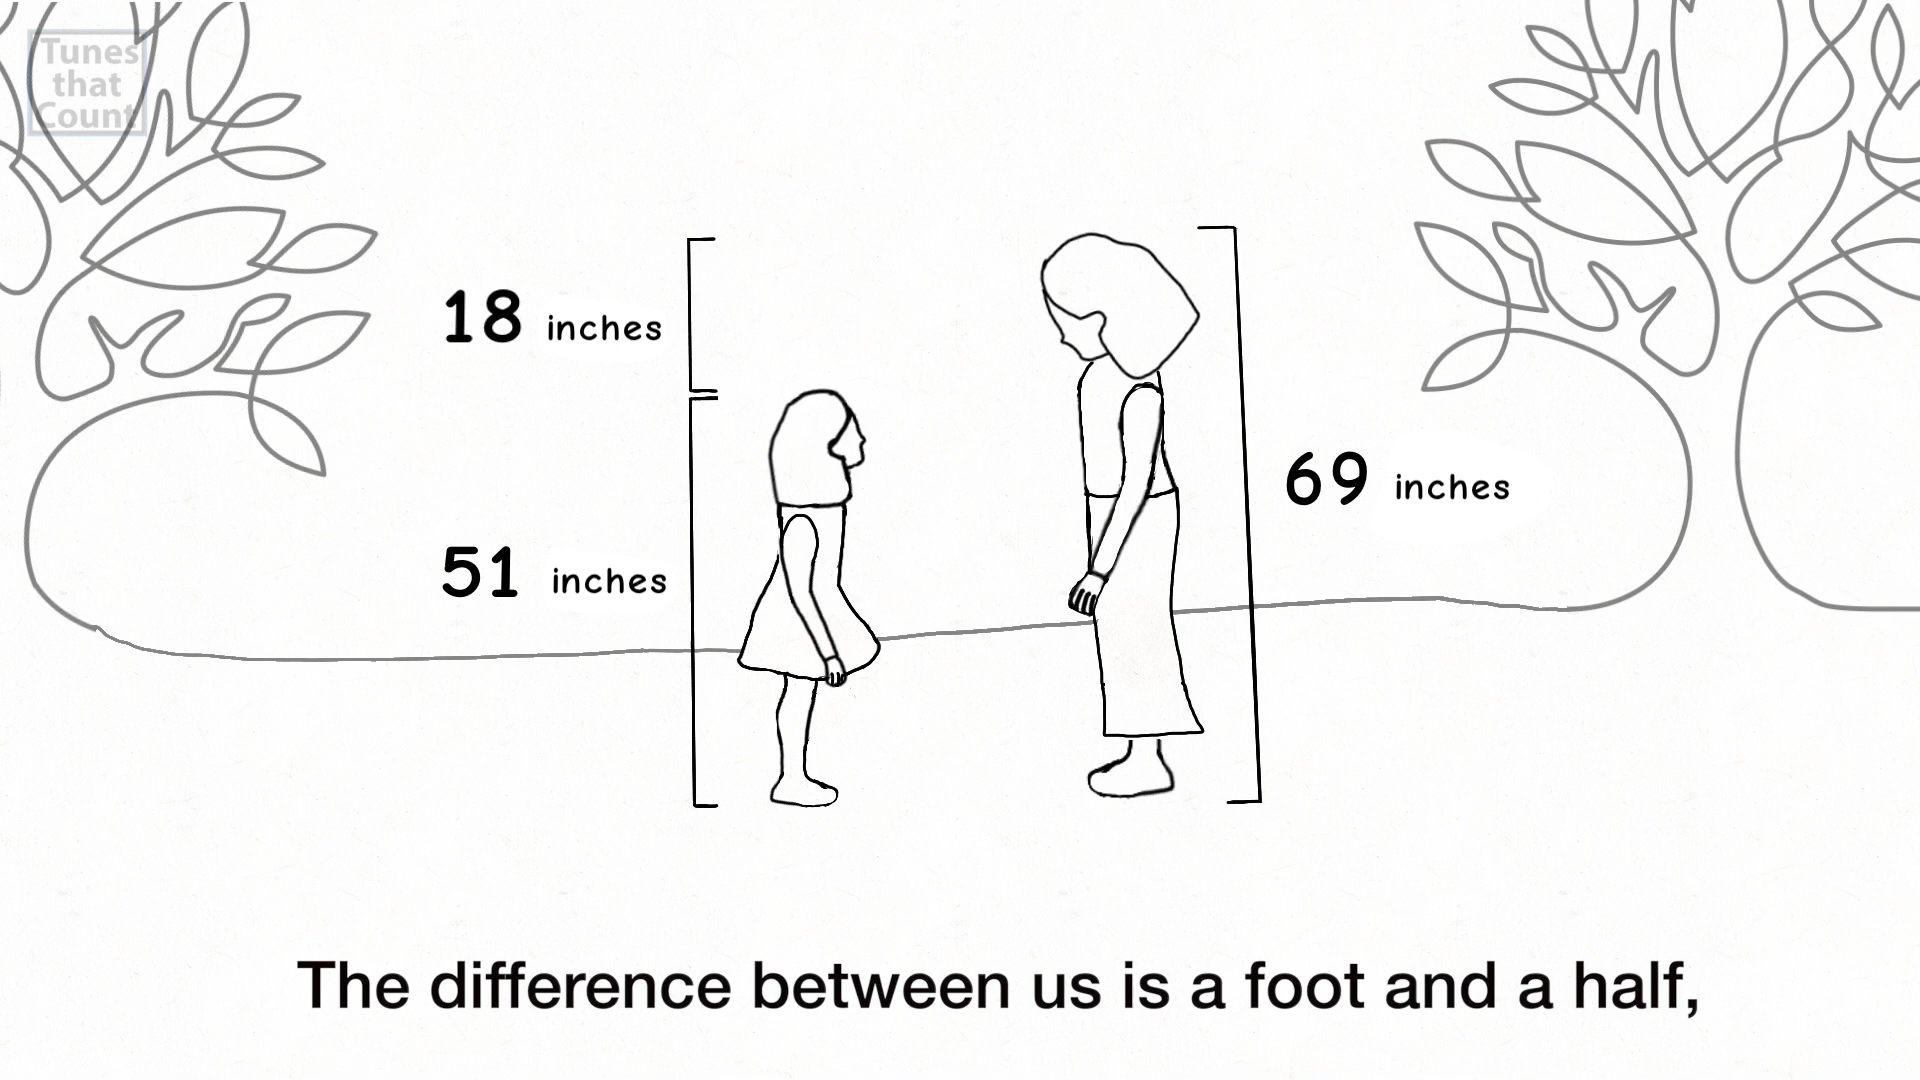 Tunes
that
Count
18 inches
51 inches
69 inches
The difference between us is a foot and a half,